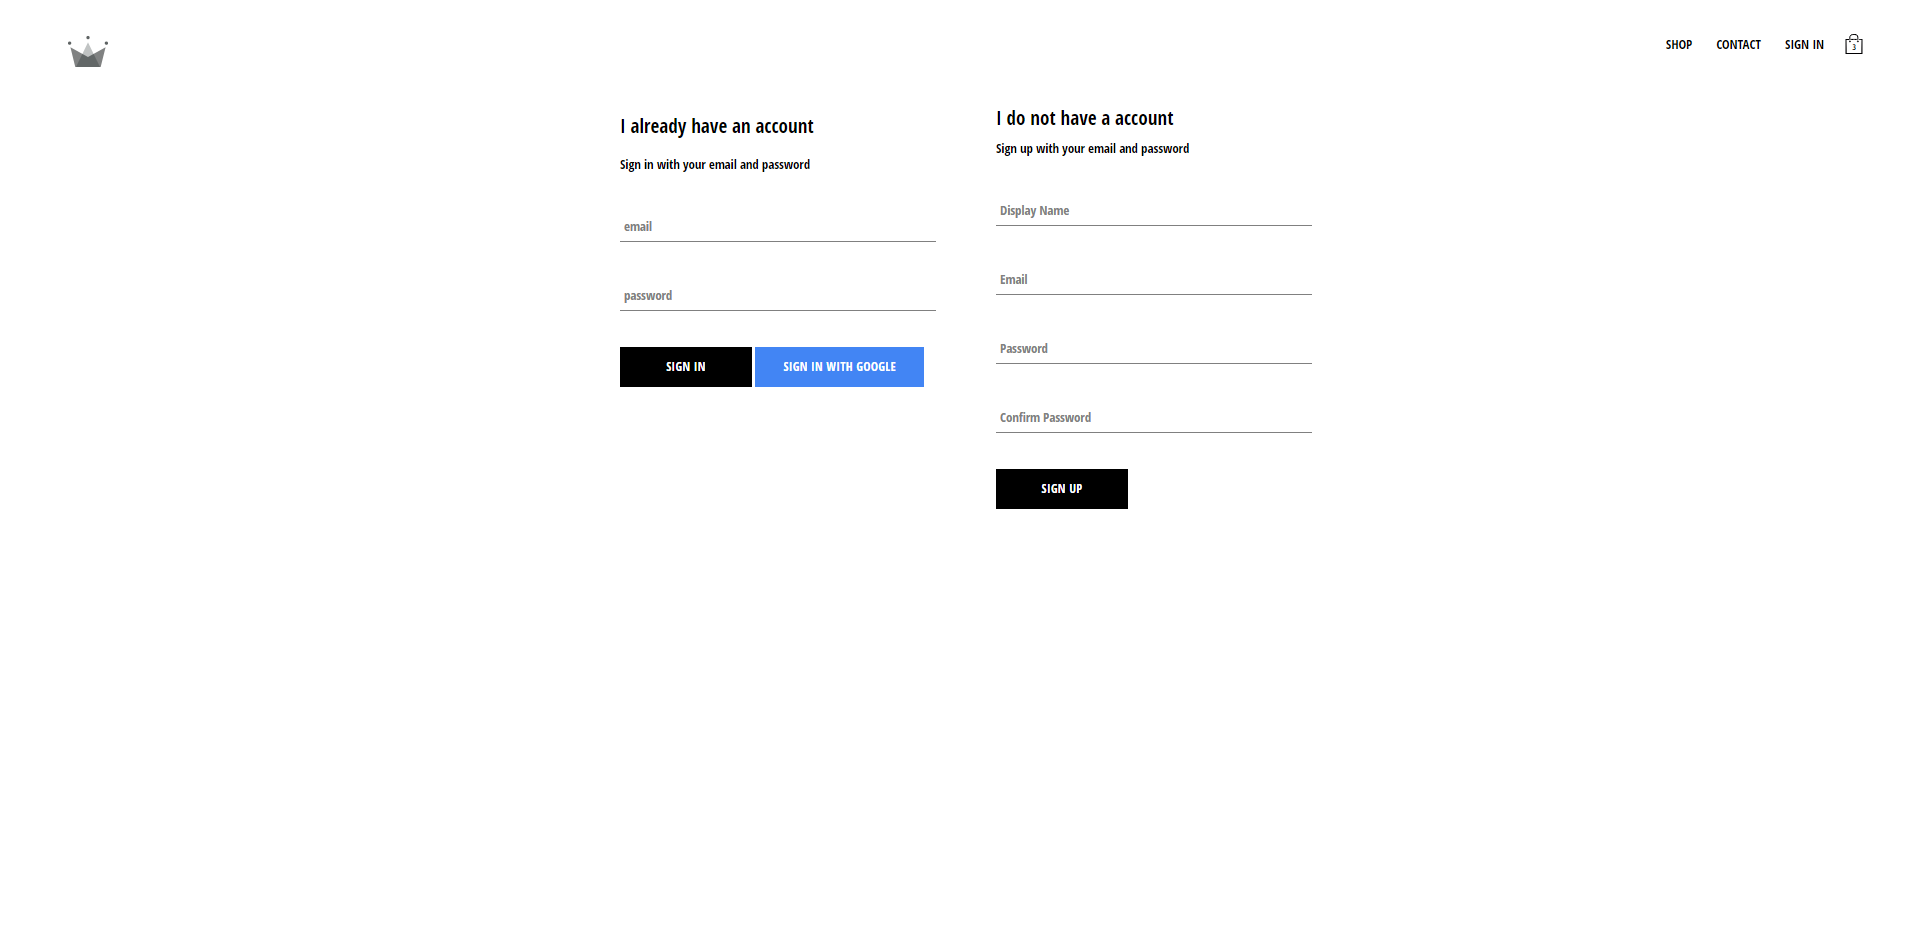 SHOP
CONTACT
SIGN IN
3
I already have an account
Sign in with your email and password
email
password
SIGN IN
SIGN IN WITH GOOGLE
I do not have a account
Sign up with your email and password
Display Name
Email
Password
Confirm Password
SIGN UP